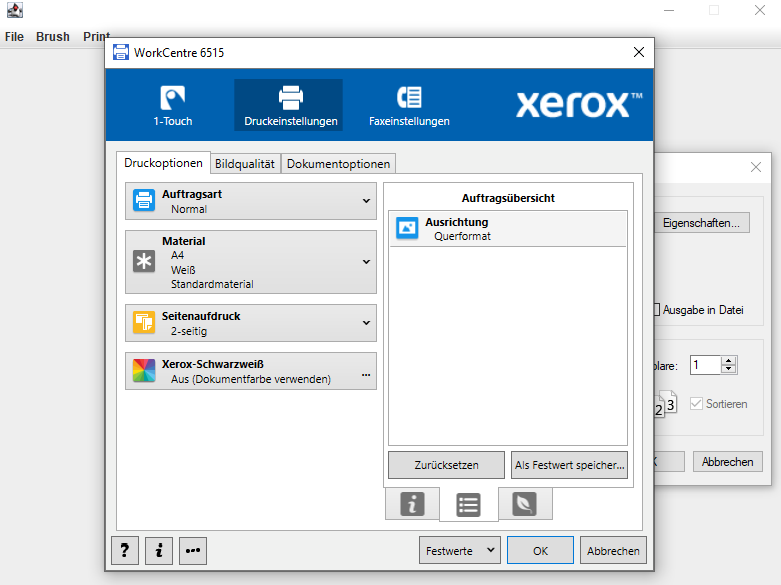 File Brush Print
WorkCentre 6515
1-Touch
Druckeinstellungen
Faxeinstellungen
xerox™
Druckoptionen
Bildqualität
Dokumentoptionen
Auftragsart
Normal
Material
A4
Weiß
Standardmaterial
Seitenaufdruck
2-seitig
Xerox-Schwarzweiß
Aus (Dokumentfarbe verwenden)
...
Auftragsübersicht
Ausrichtung
Querformat
Zurücksetzen
Als Festwert speicher...
?
i
Festwerte
OK
Abbrechen
Eigenschaften...
Ausgabe in Datei
plare:
1
2 3
Sortieren
K
Abbrechen